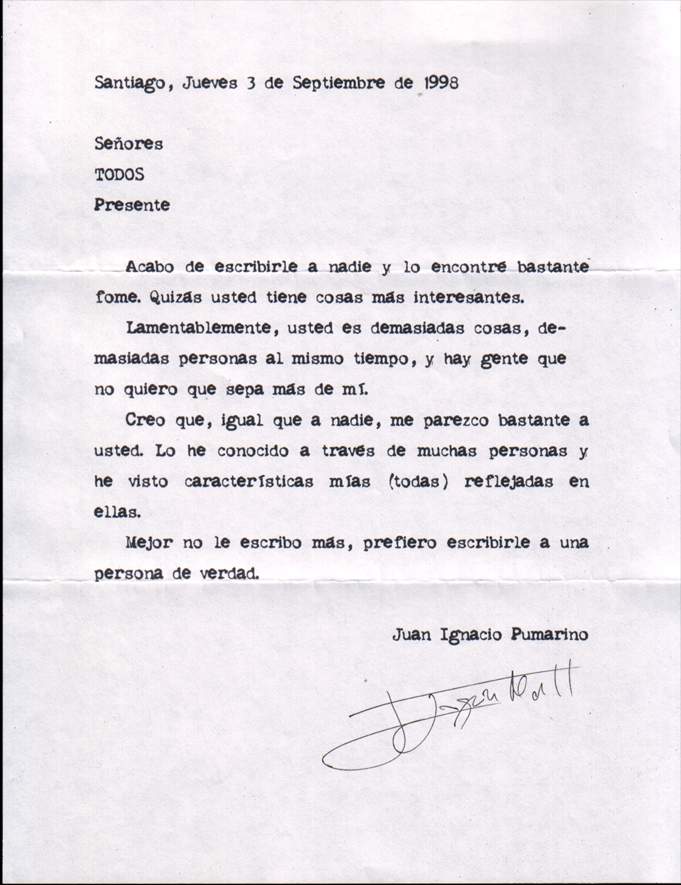 Santiago, Jueves 3 de Septiembre de 1998
Señores
TODOS
Presente
Acabo de escribirle a nadie y lo encontré bastante
fome. Quizás usted tiene cosas más interesantes.
Lamentablemente, usted es demasiadas cosas, de-
masiadas personas al mismo tiempo, y hay gente que
no quiero que sepa más de mí.
Creo que, igual que a nadie, me parezco bastante a
usted. Lo he conocido a través de muchas personas y
he visto características mías (todas) reflejadas en
ellas.
Mejor no le escribo más, prefiero escribirle a una
persona de verdad.
Juan Ignacio Pumarino